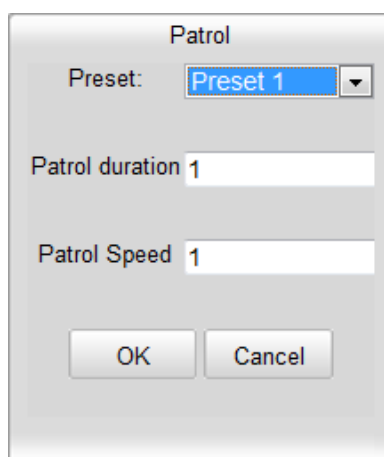 Patrol
Preset: Preset 1
Patrol duration 1
Patrol Speed 1
OK Cancel